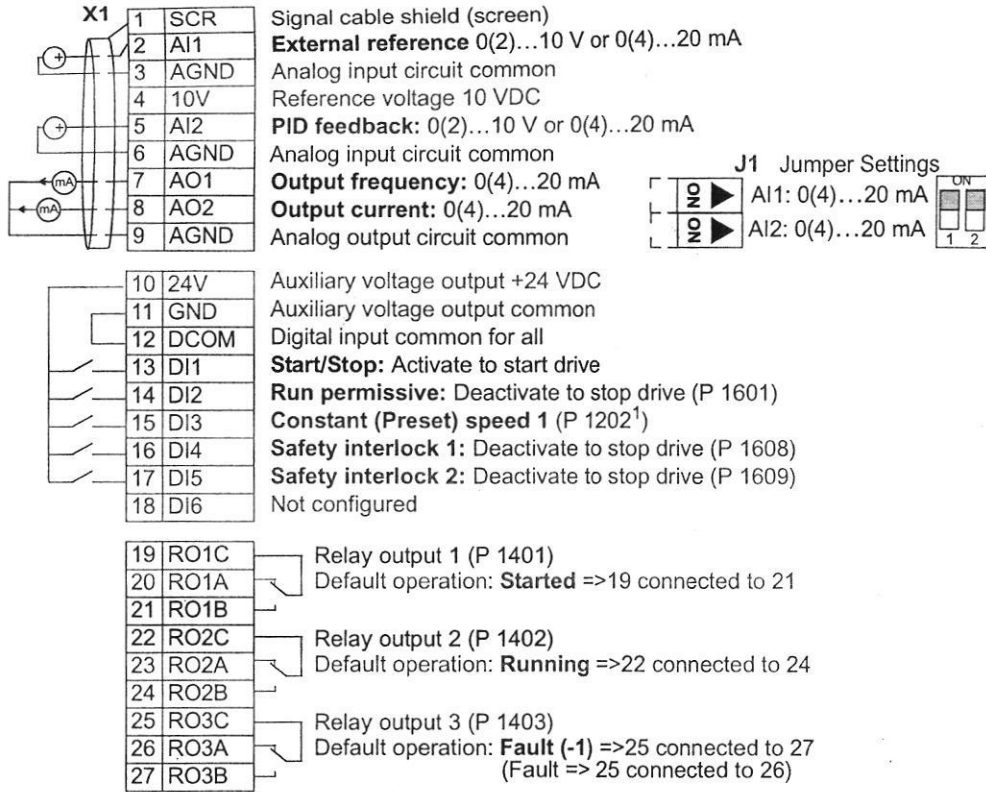 X1
1 SCR Signal cable shield (screen)
2 AI1 External reference 0(2)…10 V or 0(4)…20 mA
3 AGND Analog input circuit common
4 10V Reference voltage 10 VDC
5 AI2 PID feedback: 0(2)…10 V or 0(4)…20 mA
6 AGND Analog input circuit common
7 AO1 Output frequency: 0(4)…20 mA
8 AO2 Output current: 0(4)…20 mA
9 AGND Analog output circuit common
+
+
mA
mA
J1 Jumper Settings
ON AI1: 0(4)…20 mA
ON AI2: 0(4)…20 mA
ON
1 2
10 24V Auxiliary voltage output +24 VDC
11 GND Auxiliary voltage output common
12 DCOM Digital input common for all
13 DI1 Start/Stop: Activate to start drive
14 DI2 Run permissive: Deactivate to stop drive (P 1601)
15 DI3 Constant (Preset) speed 1 (P 1202¹)
16 DI4 Safety interlock 1: Deactivate to stop drive (P 1608)
17 DI5 Safety interlock 2: Deactivate to stop drive (P 1609)
18 DI6 Not configured
19 RO1C Relay output 1 (P 1401)
20 RO1A Default operation: Started =>19 connected to 21
21 RO1B
22 RO2C Relay output 2 (P 1402)
23 RO2A Default operation: Running =>22 connected to 24
24 RO2B
25 RO3C Relay output 3 (P 1403)
26 RO3A Default operation: Fault (-1) =>25 connected to 27
27 RO3B (Fault => 25 connected to 26)